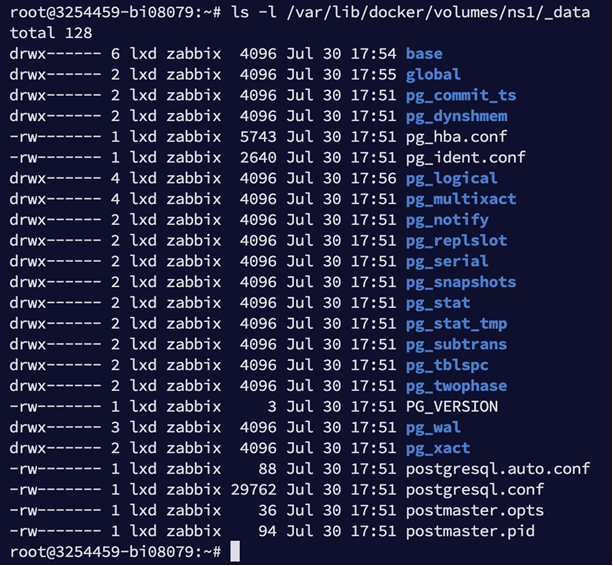 root@3254459-bi08079:~# ls -l /var/lib/docker/volumes/ns1/_data
total 128
drwx------ 6 lxd zabbix  4096 Jul 30 17:54 base
drwx------ 2 lxd zabbix  4096 Jul 30 17:55 global
drwx------ 2 lxd zabbix  4096 Jul 30 17:51 pg_commit_ts
drwx------ 2 lxd zabbix  4096 Jul 30 17:51 pg_dynshmem
-rw------- 1 lxd zabbix  5743 Jul 30 17:51 pg_hba.conf
-rw------- 1 lxd zabbix  2640 Jul 30 17:51 pg_ident.conf
drwx------ 4 lxd zabbix  4096 Jul 30 17:56 pg_logical
drwx------ 4 lxd zabbix  4096 Jul 30 17:51 pg_multixact
drwx------ 2 lxd zabbix  4096 Jul 30 17:51 pg_notify
drwx------ 2 lxd zabbix  4096 Jul 30 17:51 pg_replslot
drwx------ 2 lxd zabbix  4096 Jul 30 17:51 pg_serial
drwx------ 2 lxd zabbix  4096 Jul 30 17:51 pg_snapshots
drwx------ 2 lxd zabbix  4096 Jul 30 17:51 pg_stat
drwx------ 2 lxd zabbix  4096 Jul 30 17:51 pg_stat_tmp
drwx------ 2 lxd zabbix  4096 Jul 30 17:51 pg_subtrans
drwx------ 2 lxd zabbix  4096 Jul 30 17:51 pg_tblspc
drwx------ 2 lxd zabbix  4096 Jul 30 17:51 pg_twophase
-rw------- 1 lxd zabbix     3 Jul 30 17:51 PG_VERSION
drwx------ 3 lxd zabbix  4096 Jul 30 17:51 pg_wal
drwx------ 2 lxd zabbix  4096 Jul 30 17:51 pg_xact
-rw------- 1 lxd zabbix    88 Jul 30 17:51 postgresql.auto.conf
-rw------- 1 lxd zabbix 29762 Jul 30 17:51 postgresql.conf
-rw------- 1 lxd zabbix    36 Jul 30 17:51 postmaster.opts
-rw------- 1 lxd zabbix    94 Jul 30 17:51 postmaster.pid
root@3254459-bi08079:~#